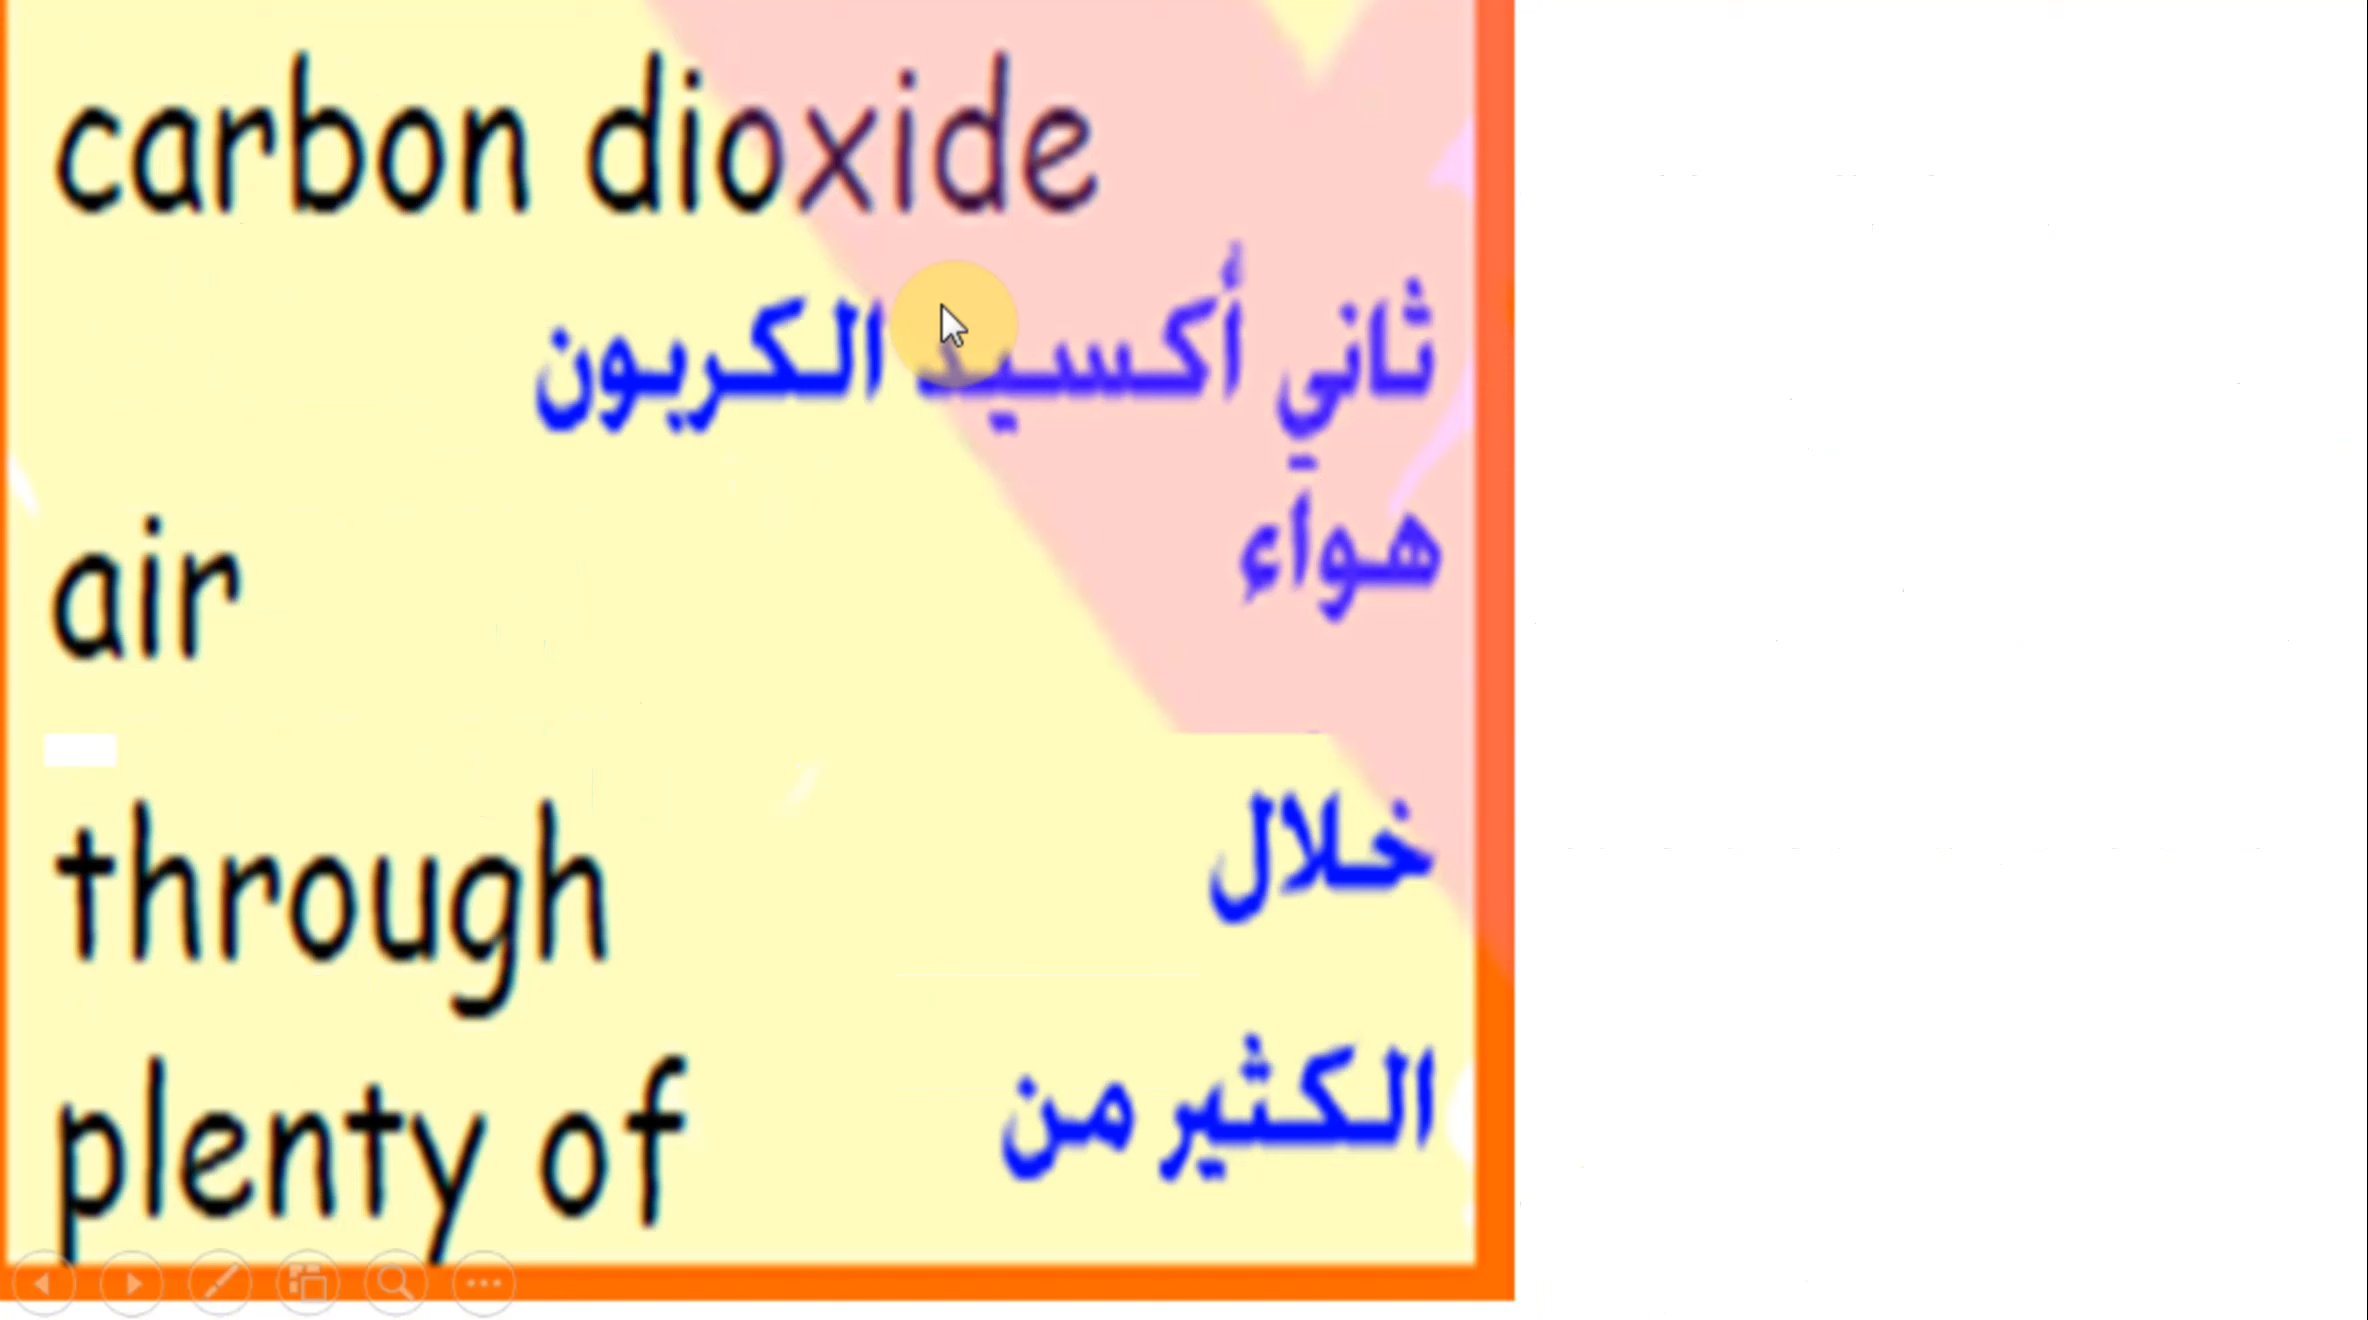 carbon dioxide
ثاني أكسيد الكربون
air
هواء
through
خلال
plenty of
الكثير من